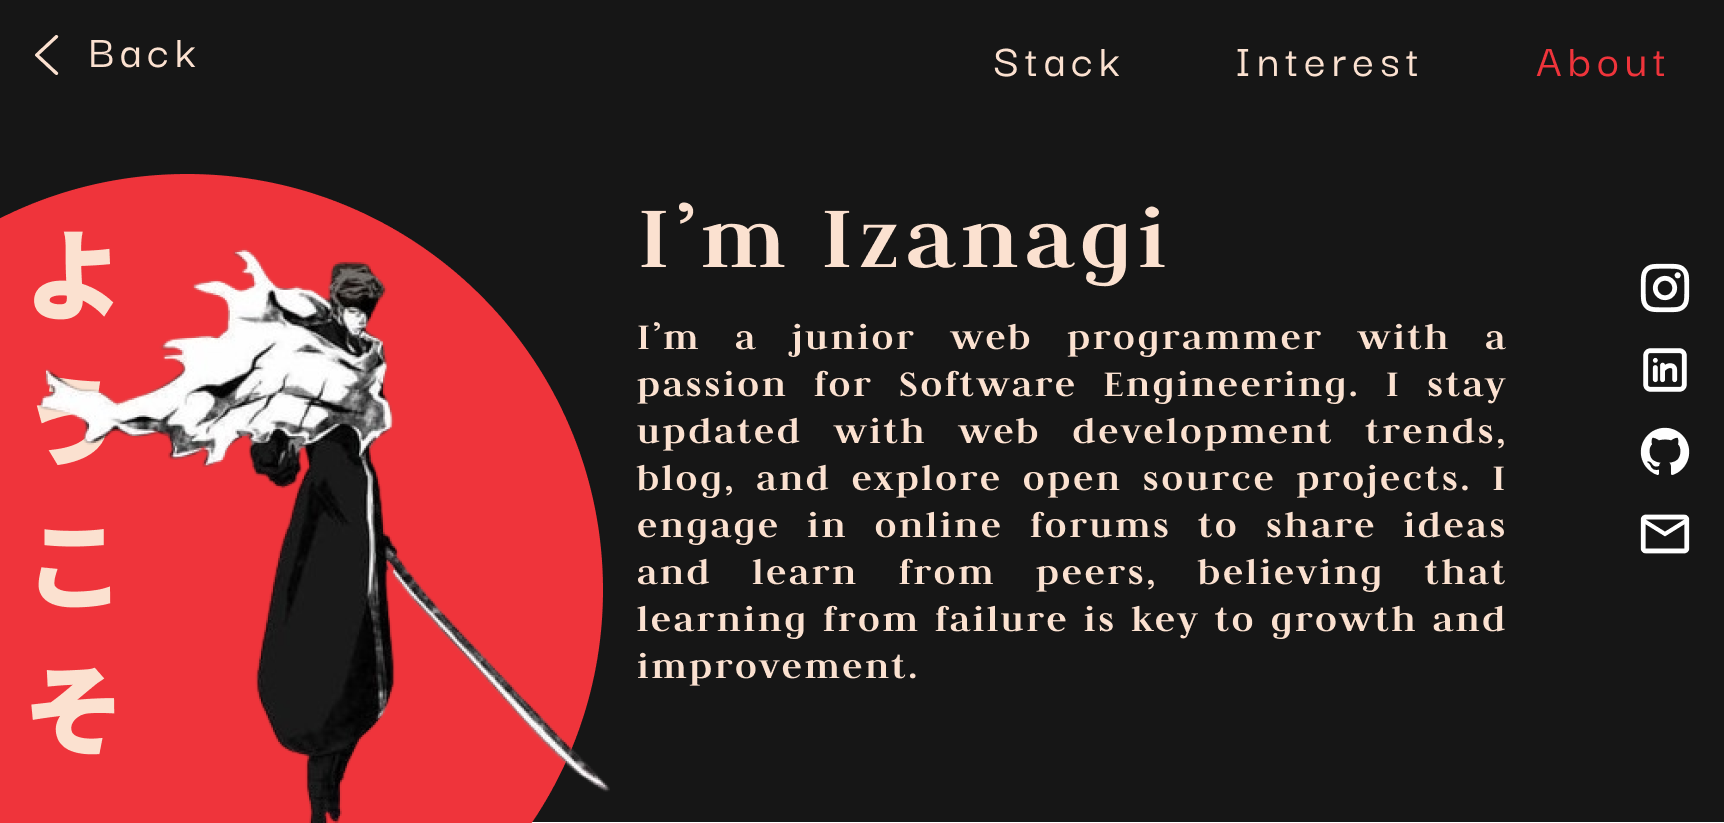 Back
Stack
Interest
About
ようこそ
I’m Izanagi
I’m a junior web programmer with a
passion for Software Engineering. I stay
updated with web development trends,
blog, and explore open source projects. I
engage in online forums to share ideas
and learn from peers, believing that
learning from failure is key to growth and
improvement.
in